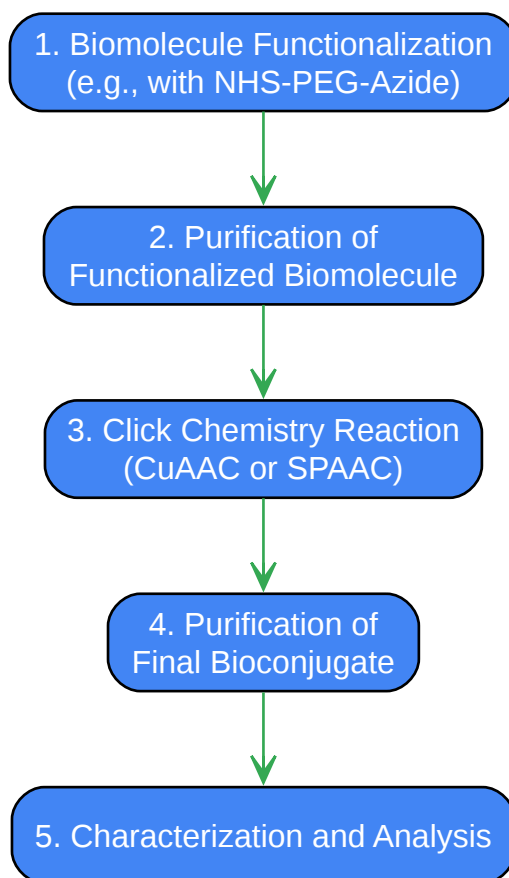 1. Biomolecule Functionalization
(e.g., with NHS-PEG-Azide)
2. Purification of
Functionalized Biomolecule
3. Click Chemistry Reaction
(CuAAC or SPAAC)
4. Purification of
Final Bioconjugate
5. Characterization and Analysis